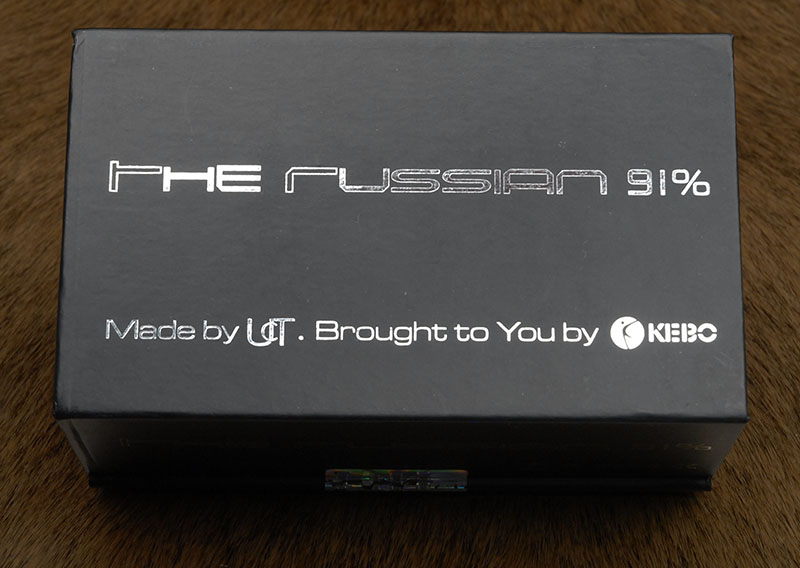 THE RUSSIAN 91%
Made by UCT. Brought to You by KEBO